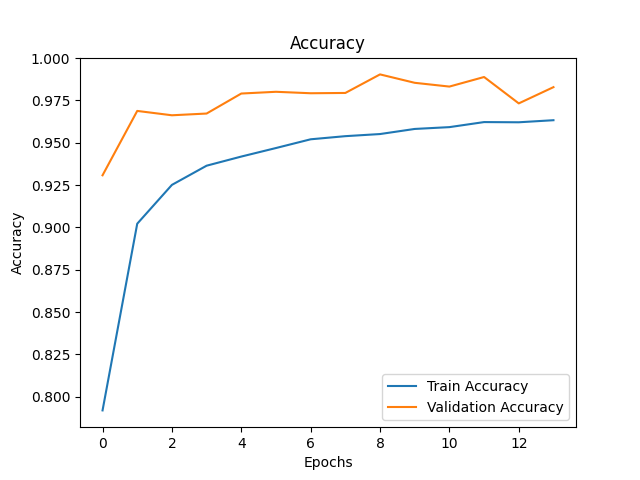 Accuracy
1.000
0.975
0.950
0.925
0.900
0.875
0.850
0.825
0.800
Accuracy
Train Accuracy
Validation Accuracy
0 2 4 6 8 10 12
Epochs